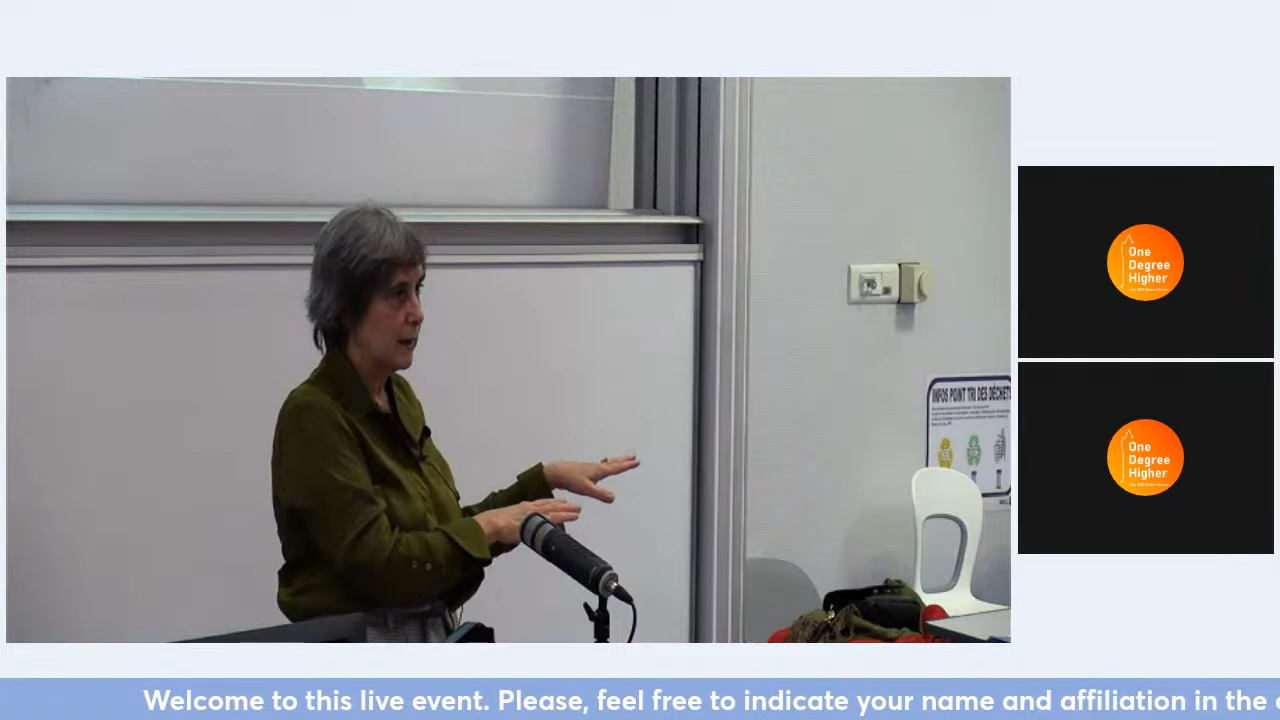 INFOS POINT TRI DES DÉCHETS
One
Degree
Higher
One
Degree
Higher
Welcome to this live event. Please, feel free to indicate your name and affiliation in the